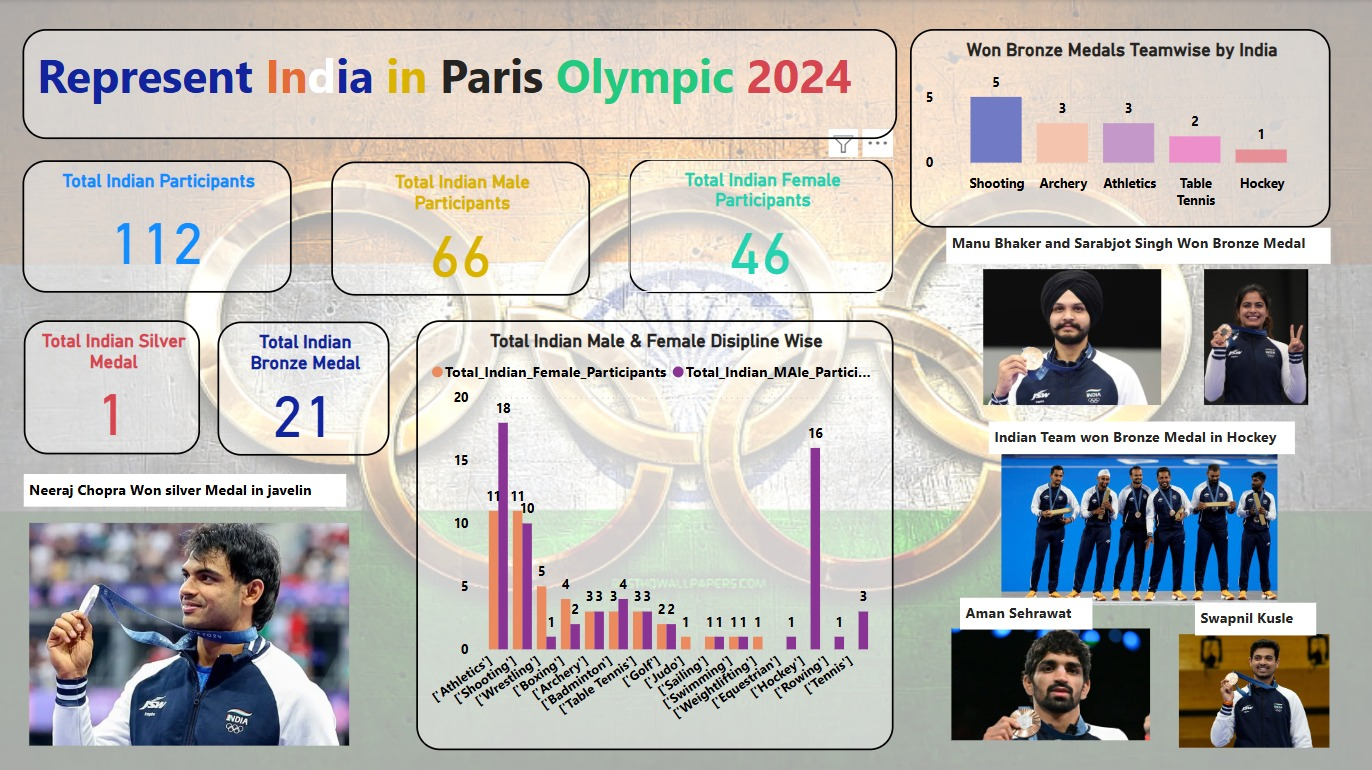 Represent India in Paris Olympic 2024
Total Indian Participants
112
Total Indian Male
Participants
66
Total Indian Female
Participants
46
Total Indian Silver
Medal
1
Total Indian
Bronze Medal
21
Neeraj Chopra Won silver Medal in javelin
JSW
INDIA
Total Indian Male & Female Disipline Wise
Total_Indian_Female_Participants Total_Indian_MAle_Partici...
20
15
10
5
0
11 18 11 10 5 1 4 2 3 3 3 4 3 3 2 2 1 1 1 1 1 1 1 16 1 3
['Athletics']
['Shooting']
['Wrestling']
['Boxing']
['Archery']
['Badminton']
['Table Tennis']
['Golf']
['Judo']
['Sailing']
['Swimming']
['Weightlifting']
['Equestrian']
['Hockey']
['Rowing']
['Tennis']
Won Bronze Medals Teamwise by India
5
0
5 3 3 2 1
Shooting Archery Athletics Table Tennis Hockey
Manu Bhaker and Sarabjot Singh Won Bronze Medal
JSW
INDIA
Indian Team won Bronze Medal in Hockey
Aman Sehrawat
JSW
Swapnil Kusle
JSW